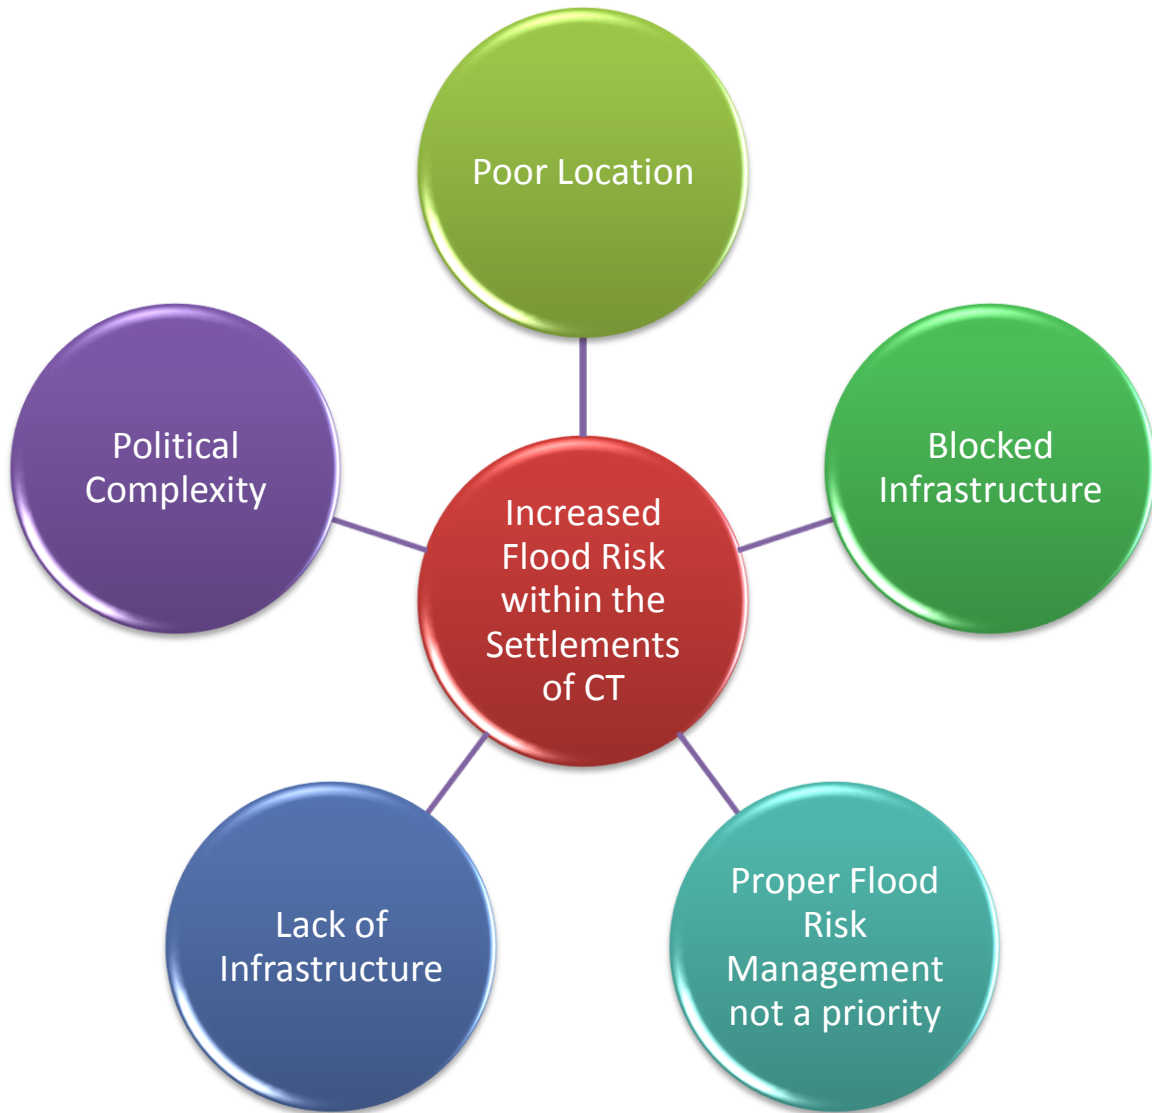 Poor Location
Political
Complexity
Blocked
Infrastructure
Increased
Flood Risk
within the
Settlements
of CT
Lack of
Infrastructure
Proper Flood
Risk
Management
not a priority